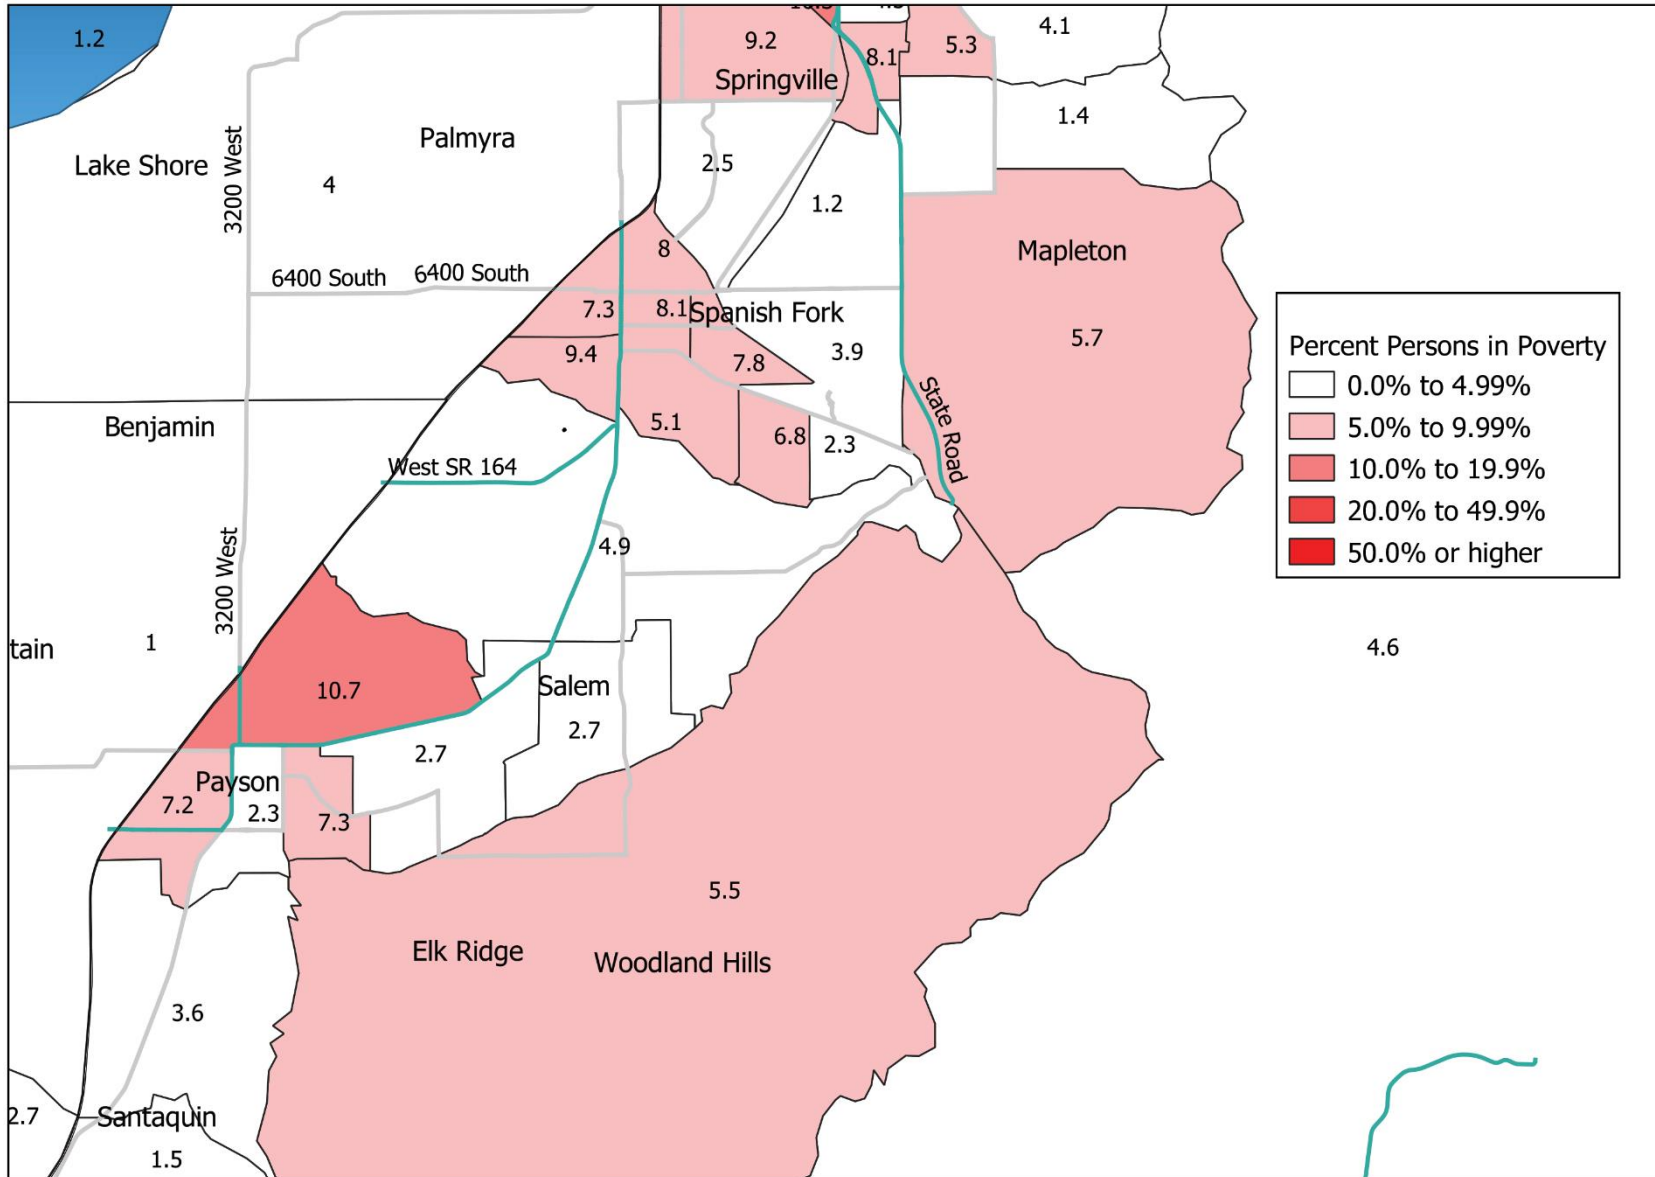 10.3
4.1
1.2
9.2
5.3
8.1
Springville
1.4
Palmyra
Lake Shore
2.5
4
3200 West
1.2
8
Mapleton
6400 South
6400 South
7.3
8.1
Spanish Fork
5.7
9.4
7.8
3.9
Percent Persons in Poverty
0.0% to 4.99%
5.0% to 9.99%
10.0% to 19.9%
20.0% to 49.9%
50.0% or higher
Benjamin
5.1
6.8
2.3
State Road
West SR 164
4.9
3200 West
1
tain
4.6
10.7
Salem
2.7
2.7
Payson
7.2
2.3
7.3
5.5
Elk Ridge
Woodland Hills
3.6
2.7
Santaquin
1.5